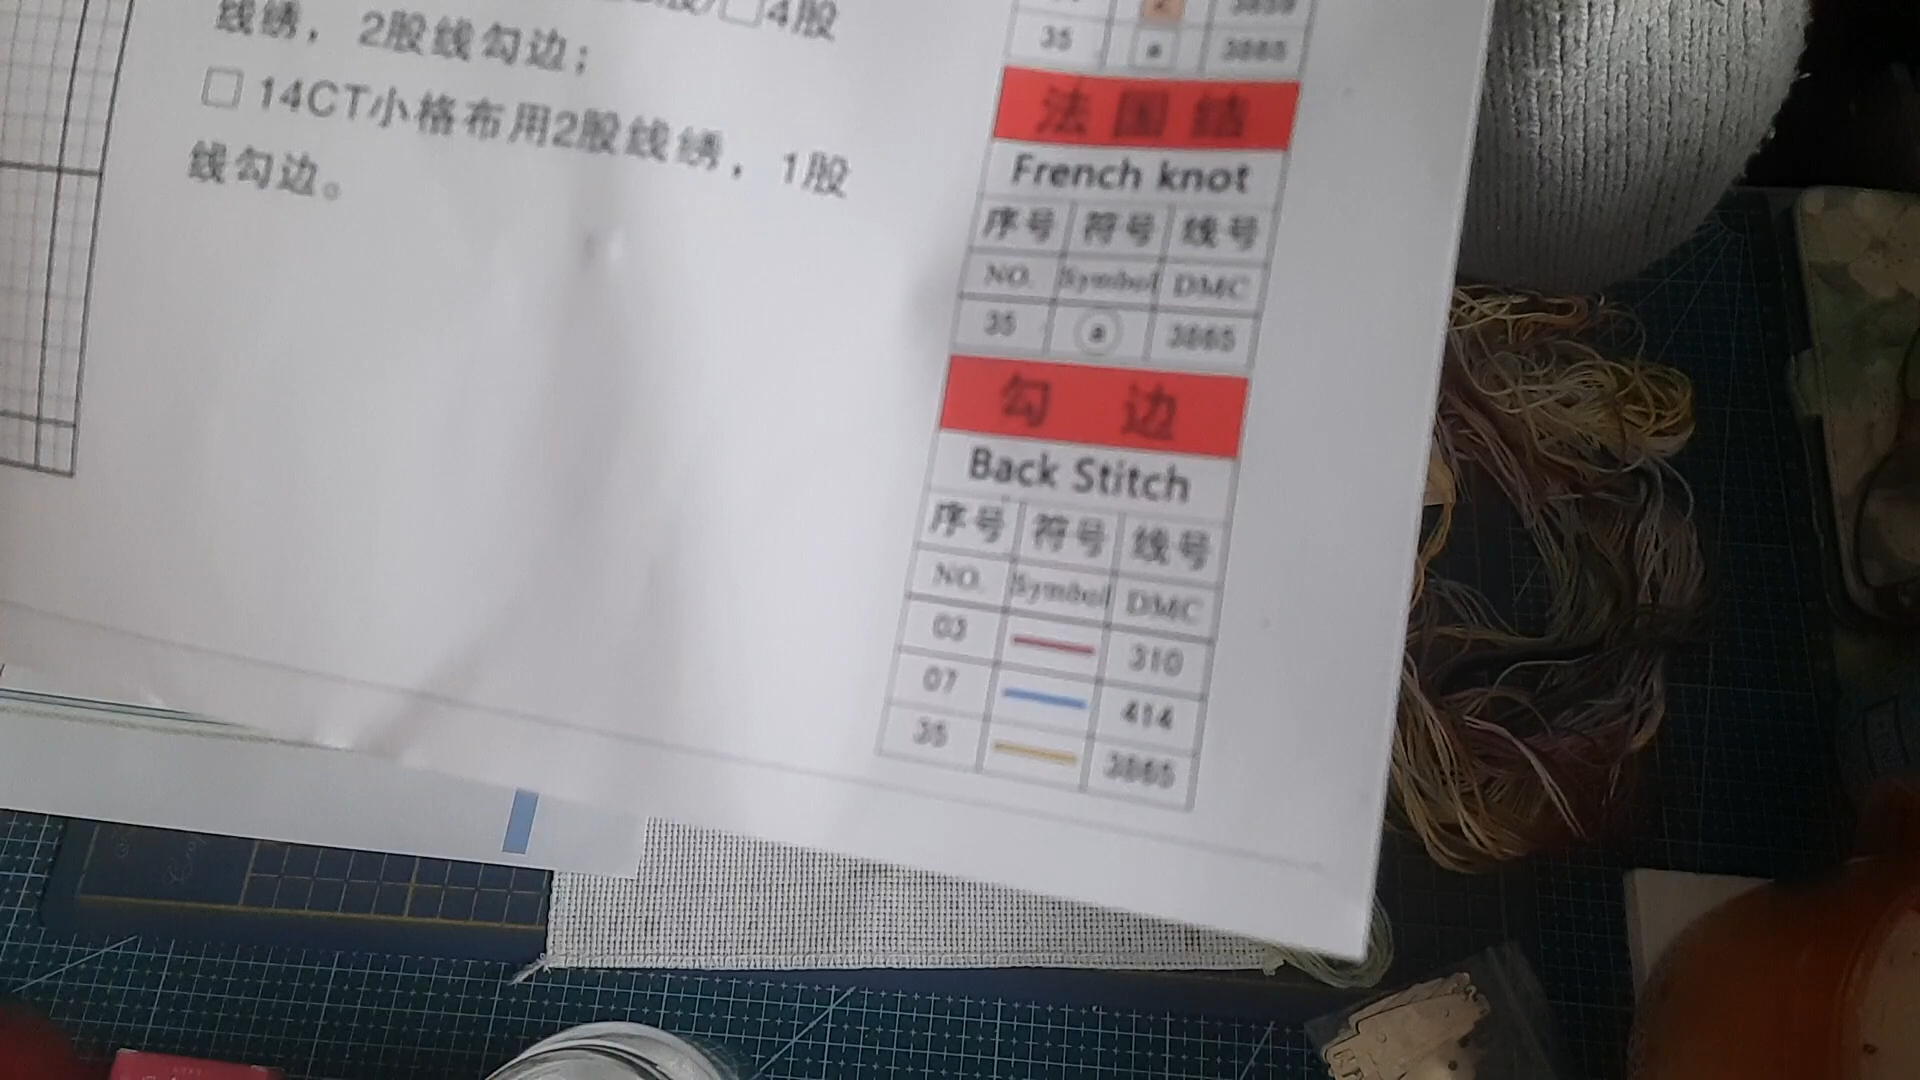 4股
线绣，2股线勾边；
14CT小格布用2股线绣，1股
线勾边。
35 a 3865
法国结
French knot
序号 符号 线号
NO. Symbol DMC
35 a 3865
勾 边
Back Stitch
序号 符号 线号
NO. Symbol DMC
03 310
07 414
35 3865